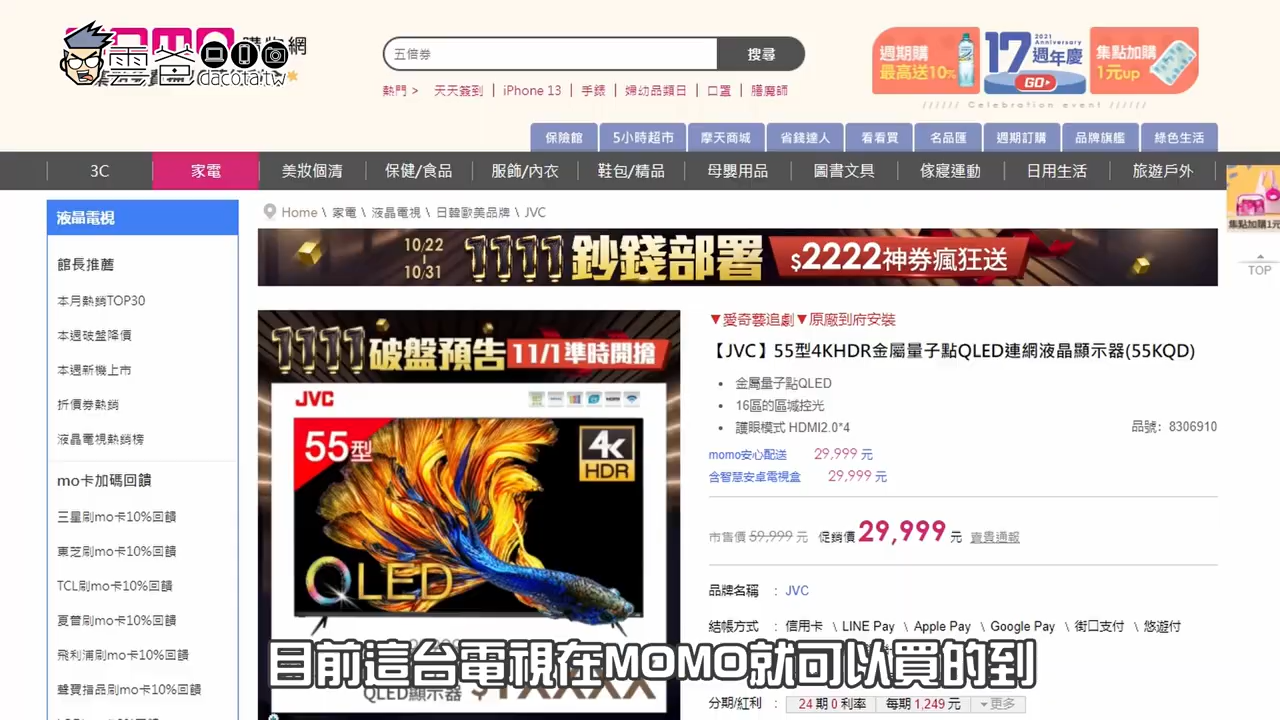 雲爸
dacota.tw
購物網
五倍券
搜尋
熱門 >
天天簽到 | iPhone 13 | 手錶 | 婦幼品類日 | 口罩 | 膳魔師
週期購
最高送10%
2021
Anniversary
17週年慶
GO▸
集點加購
1元up
////// Celebration event //////
保險館
5小時超市
摩天商城
省錢達人
看看買
名品匯
週期訂購
品牌旗艦
綠色生活
3C
家電
美妝個清
保健/食品
服飾/內衣
鞋包/精品
母嬰用品
圖書文具
傢寢運動
日用生活
旅遊戶外
集點加購1元
TOP
液晶電視
館長推薦
本月熱銷TOP30
本週破盤降價
本週新機上市
折價券熱銷
液晶電視熱銷榜
mo卡加碼回饋
三星刷mo卡10%回饋
東芝刷mo卡10%回饋
TCL刷mo卡10%回饋
夏普刷mo卡10%回饋
飛利浦刷mo卡10%回饋
聲寶指品刷mo卡10%回饋
Home \ 家電 \ 液晶電視 \ 日韓歐美品牌 \ JVC
10/22
10/31
1111鈔錢部署
$2222神券瘋狂送
1111破盤預告
11/1準時開搶
JVC
HDMI
55型
4K
HDR
QLED
QLED顯示器
▼愛奇藝追劇▼原廠到府安裝
【JVC】55型4KHDR金屬量子點QLED連網液晶顯示器(55KQD)
• 金屬量子點QLED
• 16區的區域控光
• 護眼模式 HDMI2.0*4
品號：8306910
momo安心配送 29,999 元
含智慧安卓電視盒 29,999 元
市售價 59,999 元 促銷價 29,999 元 賣貴通報
品牌名稱 ： JVC
結帳方式 ： 信用卡 \ LINE Pay \ Apple Pay \ Google Pay \ 街口支付 \ 悠遊付
目前這台電視在MOMO就可以買的到
分期/紅利 ： 24 期 0 利率 每期 1,249 元 更多